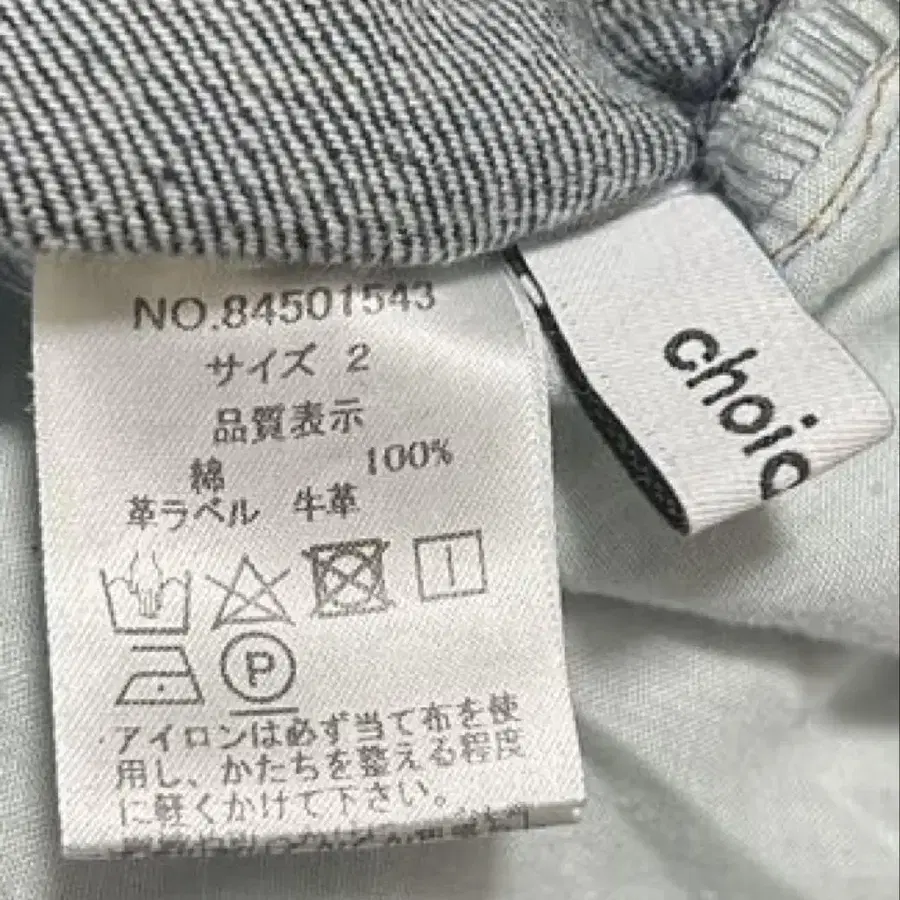 NO.84501543
サイズ 2
品質表示
綿 100%
革ラベル 牛革
P
アイロンは必ず当て布を使
用し、かたちを整える程度
に軽くかけて下さい。
choic